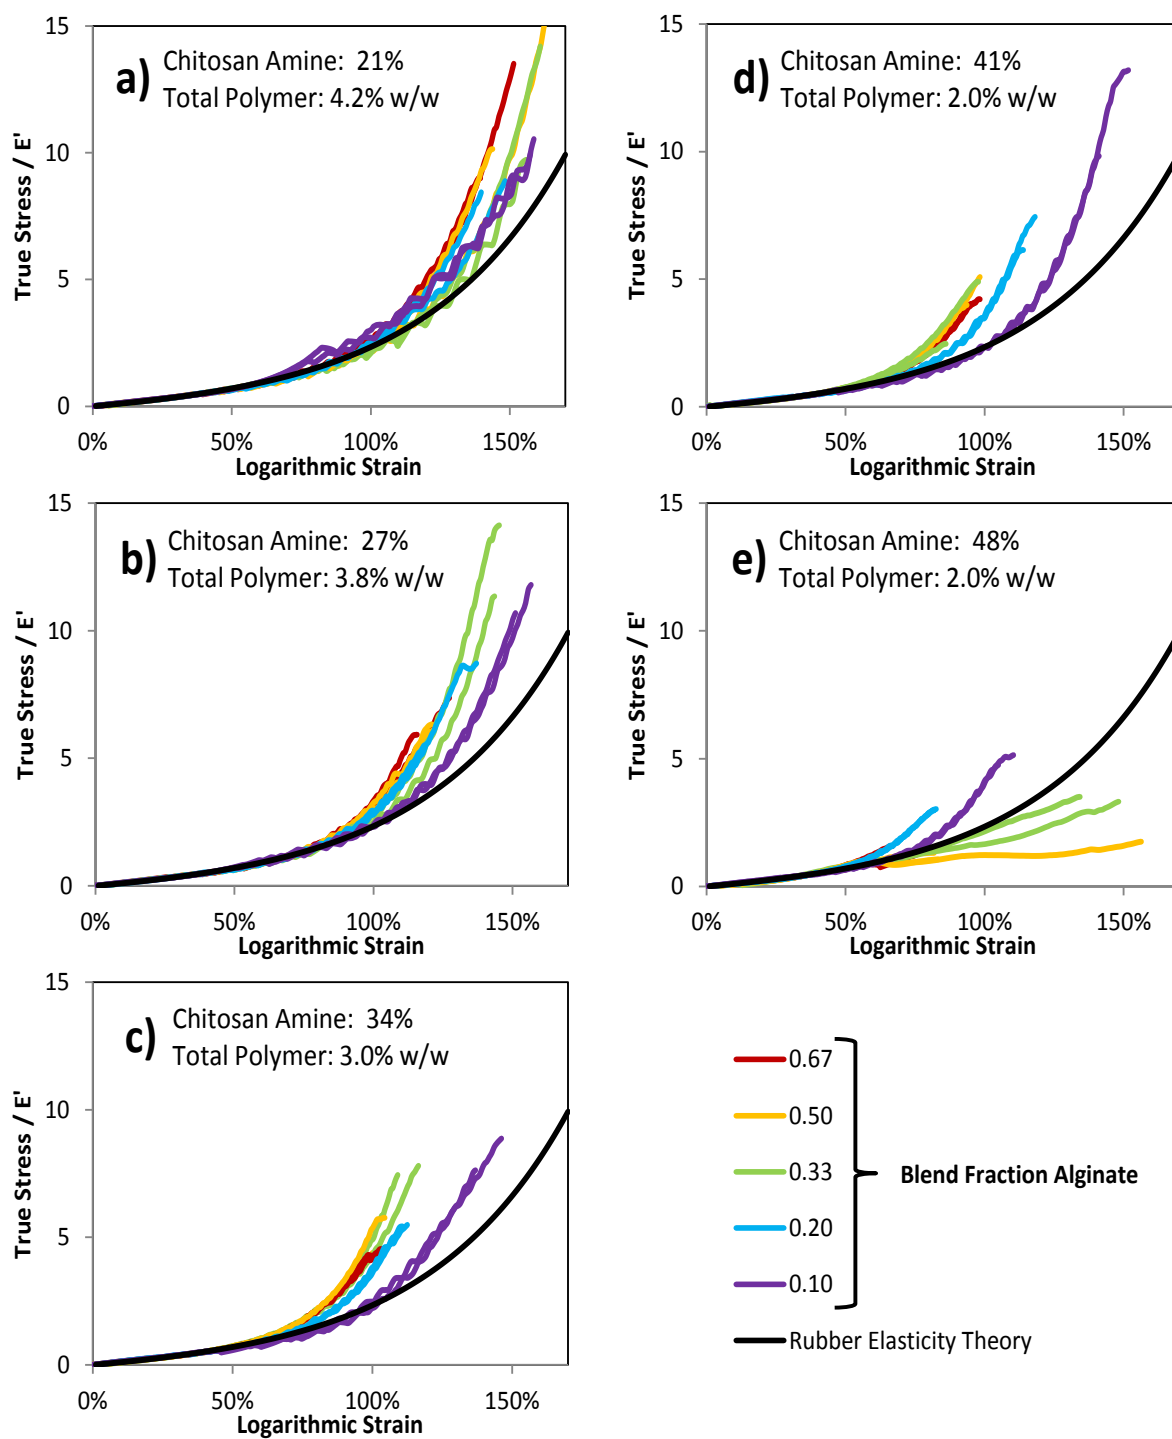 a)
Chitosan Amine: 21%
Total Polymer: 4.2% w/w
True Stress / E'
15
10
5
0
0% 50% 100% 150%
Logarithmic Strain
b)
Chitosan Amine: 27%
Total Polymer: 3.8% w/w
True Stress / E'
15
10
5
0
0% 50% 100% 150%
Logarithmic Strain
c)
Chitosan Amine: 34%
Total Polymer: 3.0% w/w
True Stress / E'
15
10
5
0
0% 50% 100% 150%
Logarithmic Strain
d)
Chitosan Amine: 41%
Total Polymer: 2.0% w/w
True Stress / E'
15
10
5
0
0% 50% 100% 150%
Logarithmic Strain
e)
Chitosan Amine: 48%
Total Polymer: 2.0% w/w
True Stress / E'
15
10
5
0
0% 50% 100% 150%
Logarithmic Strain
0.67
0.50
0.33
0.20
0.10
Blend Fraction Alginate
Rubber Elasticity Theory